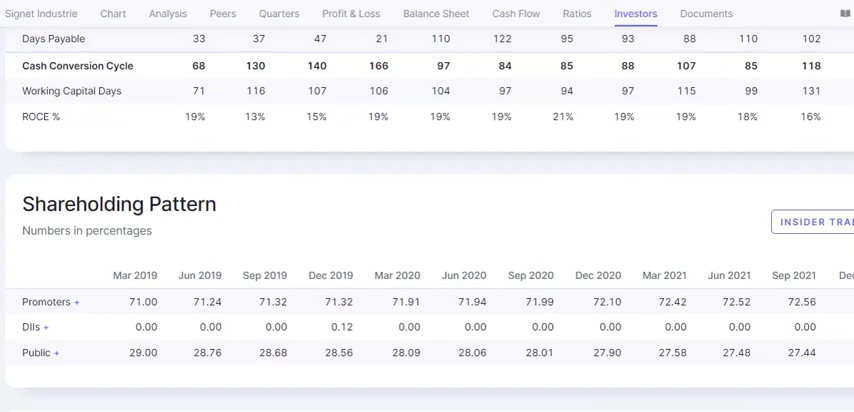 Signet Industrie Chart Analysis Peers Quarters Profit & Loss Balance Sheet Cash Flow Ratios Investors Documents
Days Payable 33 37 47 21 110 122 95 93 88 110 102
Cash Conversion Cycle 68 130 140 166 97 84 85 88 107 85 118
Working Capital Days 71 116 107 106 104 97 94 97 115 99 131
ROCE % 19% 13% 15% 19% 19% 19% 21% 19% 19% 18% 16%
Shareholding Pattern
Numbers in percentages
INSIDER TRA
Mar 2019 Jun 2019 Sep 2019 Dec 2019 Mar 2020 Jun 2020 Sep 2020 Dec 2020 Mar 2021 Jun 2021 Sep 2021 De
Promoters + 71.00 71.24 71.32 71.32 71.91 71.94 71.99 72.10 72.42 72.52 72.56
DIIs + 0.00 0.00 0.00 0.12 0.00 0.00 0.00 0.00 0.00 0.00 0.00
Public + 29.00 28.76 28.68 28.56 28.09 28.06 28.01 27.90 27.58 27.48 27.44